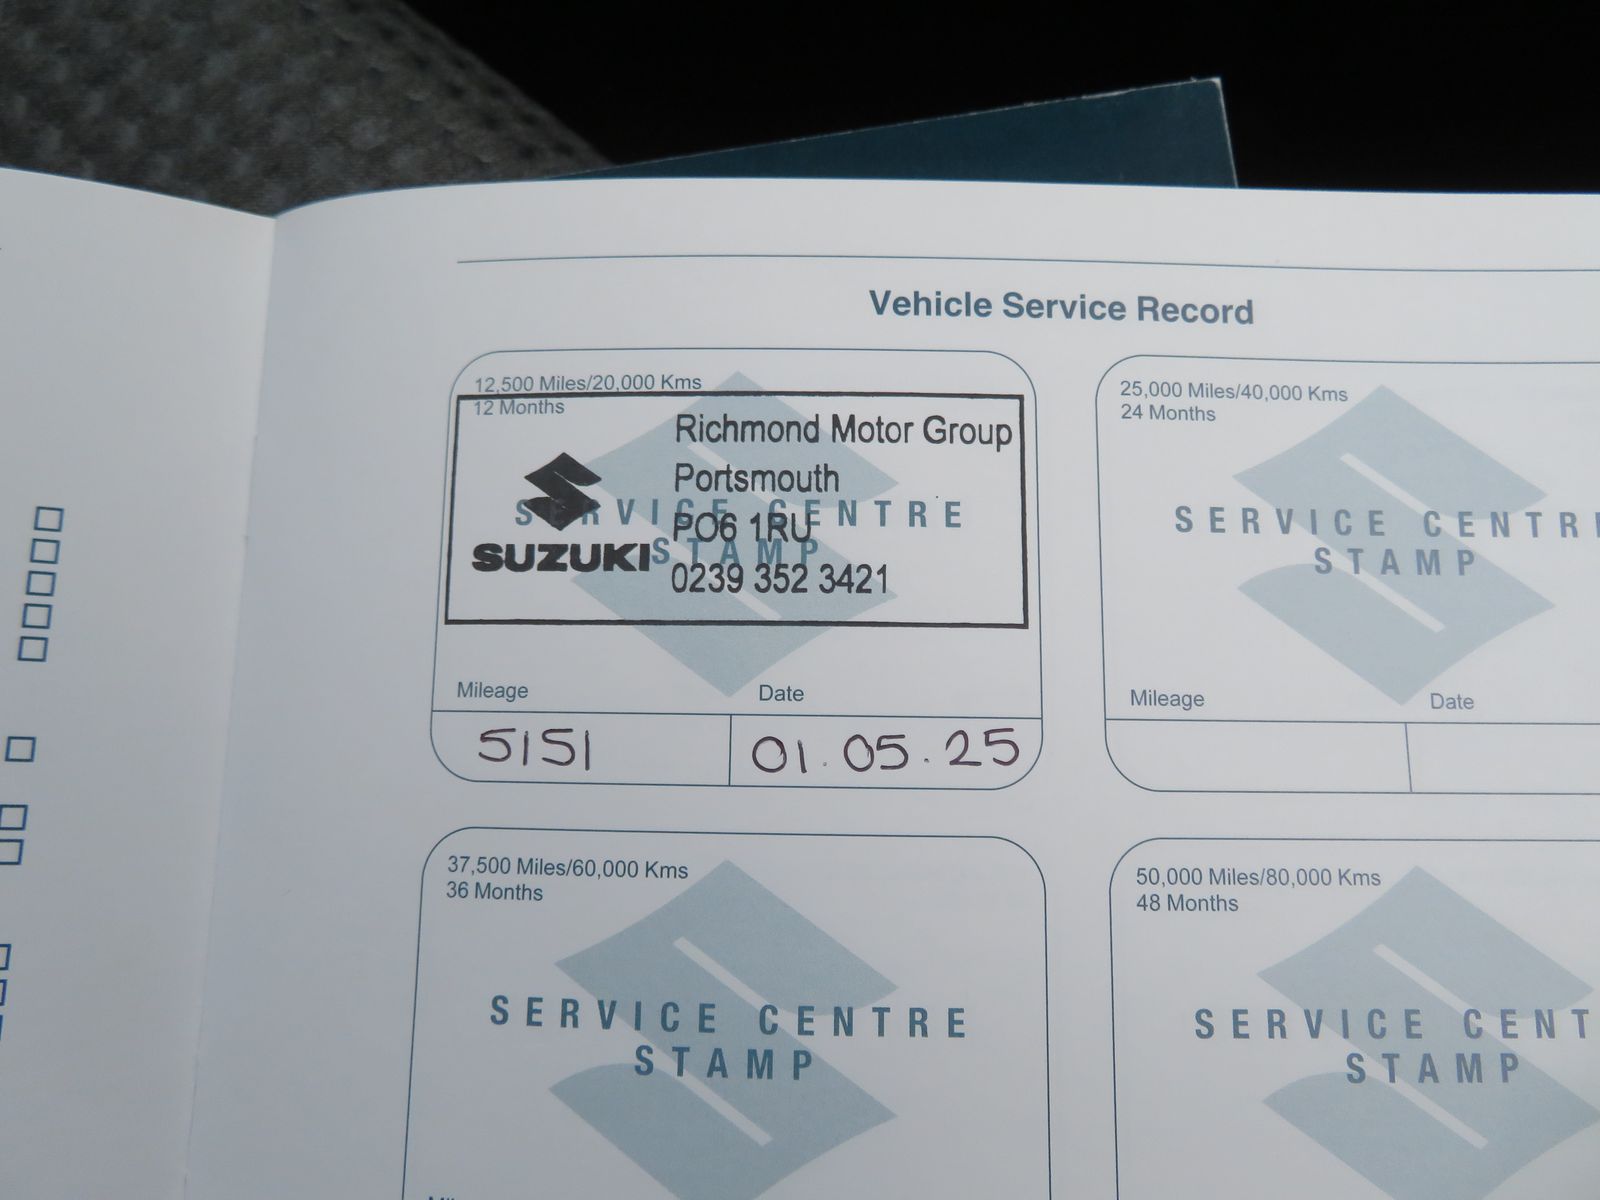 Vehicle Service Record
12,500 Miles/20,000 Kms
12 Months
Richmond Motor Group
Portsmouth
SERVICE CENTRE
PO6 1RU
STAMP
SUZUKI
0239 352 3421
Mileage
Date
5151
01.05.25
25,000 Miles/40,000 Kms
24 Months
SERVICE CENTR
STAMP
Mileage
Date
37,500 Miles/60,000 Kms
36 Months
SERVICE CENTRE
STAMP
50,000 Miles/80,000 Kms
48 Months
SERVICE CENT
STAMP